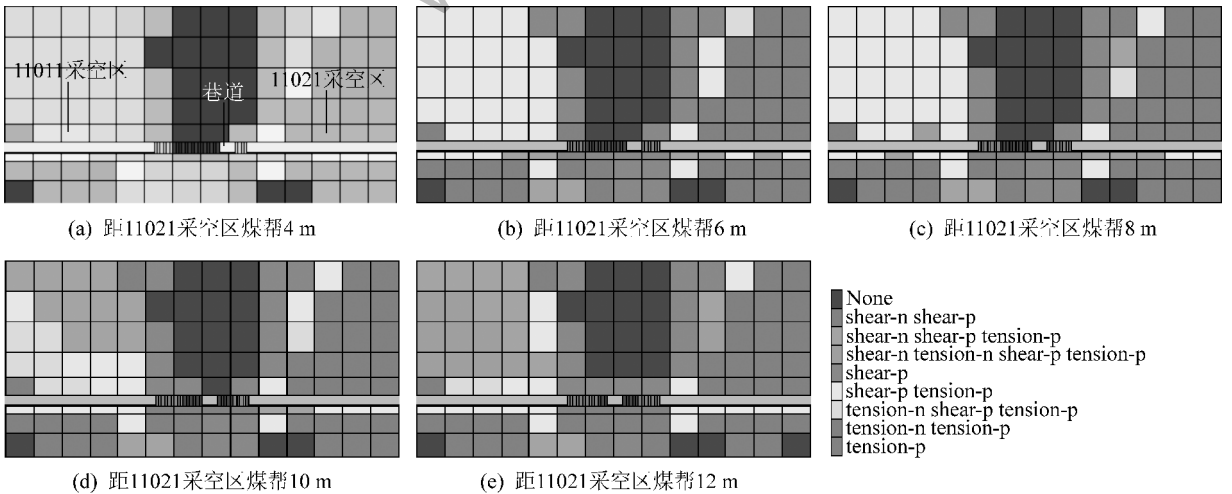 11011采空区
11021采空区
巷道
(a) 距11021采空区煤帮4 m
(b) 距11021采空区煤帮6 m
(c) 距11021采空区煤帮8 m
(d) 距11021采空区煤帮10 m
(e) 距11021采空区煤帮12 m
None
shear-n shear-p
shear-n shear-p tension-p
shear-n tension-n shear-p tension-p
shear-p
shear-p tension-p
tension-n shear-p tension-p
tension-n tension-p
tension-p